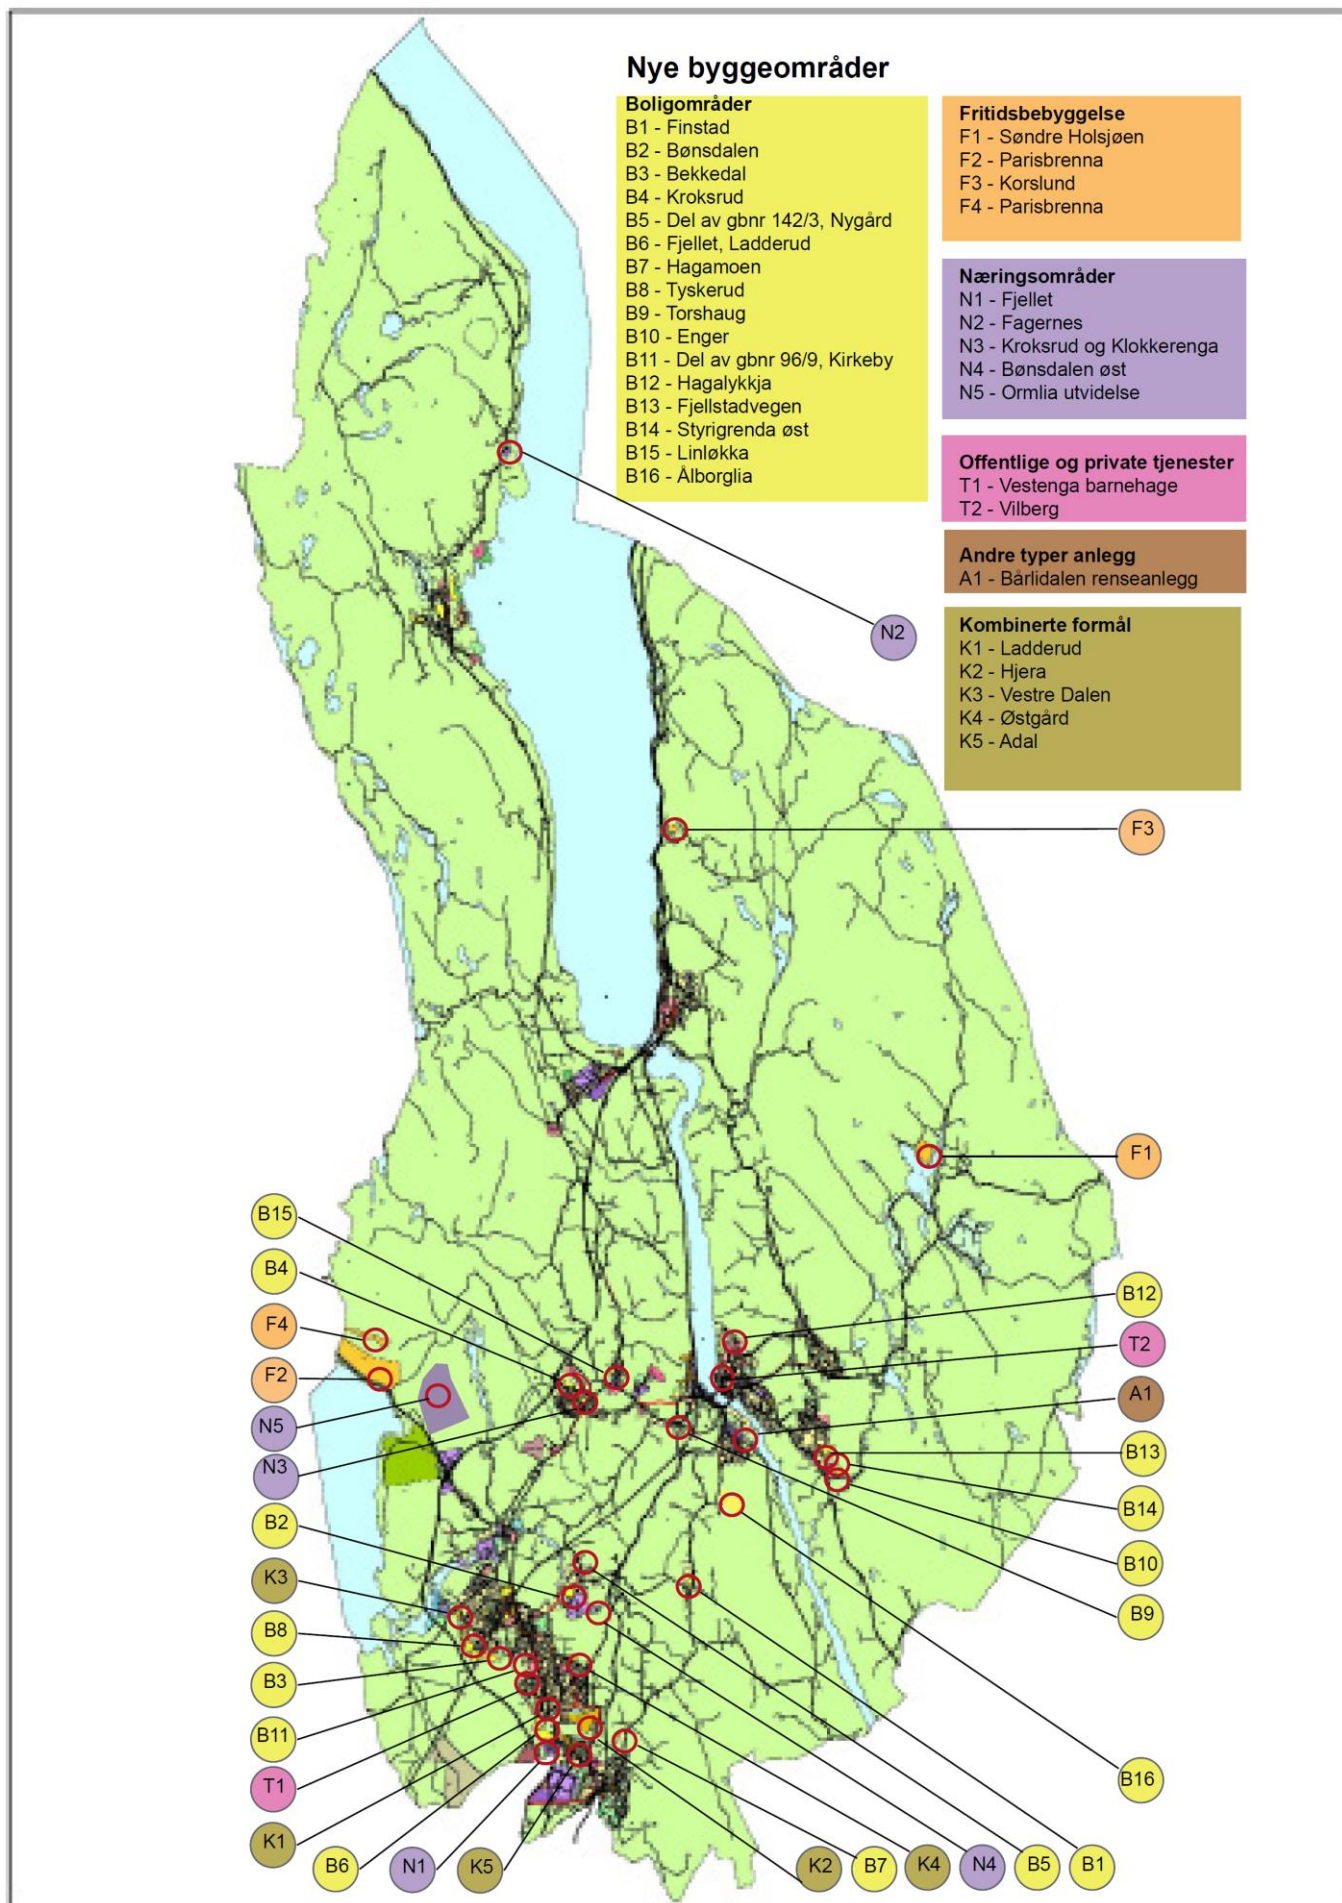 Nye byggeområder
Boligområder
B1 - Finstad
B2 - Bønsdalen
B3 - Bekkedal
B4 - Kroksrud
B5 - Del av gbnr 142/3, Nygård
B6 - Fjellet, Ladderud
B7 - Hagamoen
B8 - Tyskerud
B9 - Torshaug
B10 - Enger
B11 - Del av gbnr 96/9, Kirkeby
B12 - Hagalykkja
B13 - Fjellstadvegen
B14 - Styrigrenda øst
B15 - Linløkka
B16 - Ålborglia
Fritidsbebyggelse
F1 - Søndre Holsjøen
F2 - Parisbrenna
F3 - Korslund
F4 - Parisbrenna
Næringsområder
N1 - Fjellet
N2 - Fagernes
N3 - Kroksrud og Klokkerenga
N4 - Bønsdalen øst
N5 - Ormlia utvidelse
Offentlige og private tjenester
T1 - Vestenga barnehage
T2 - Vilberg
Andre typer anlegg
A1 - Bårlidalen renseanlegg
Kombinerte formål
K1 - Ladderud
K2 - Hjera
K3 - Vestre Dalen
K4 - Østgård
K5 - Adal
N2
F3
F1
B15
B4
F4
F2
N5
N3
B2
K3
B8
B3
B11
T1
K1
B6
N1
K5
B12
T2
A1
B13
B14
B10
B9
B16
K2
B7
K4
N4
B5
B1